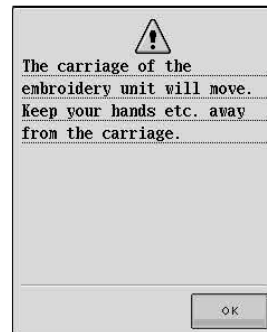 The carriage of the
embroidery unit will move.
Keep your hands etc. away
from the carriage.
OK